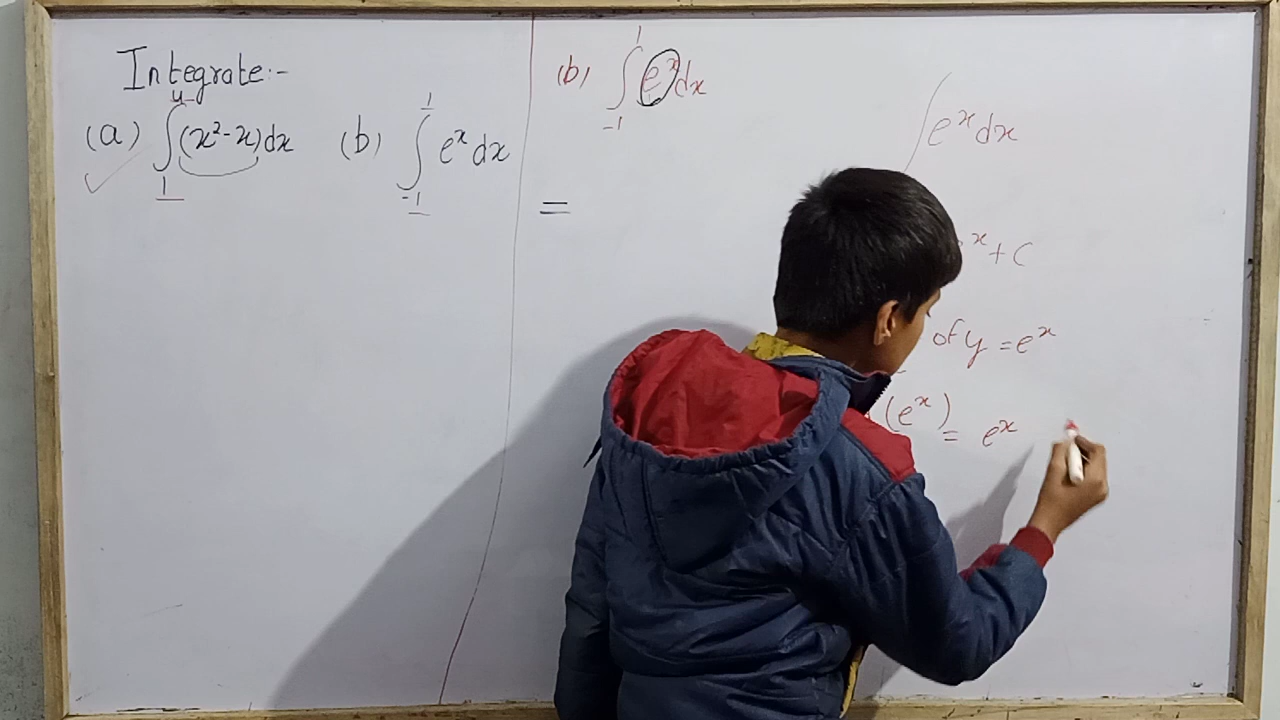 Integrate:-
(a) ∫₁⁴ (x²-x)dx (b) ∫₋₁¹ eˣ dx
(b) ∫₋₁¹ eˣ dx
=
∫eˣ dx
ˣ + C
of y = eˣ
(eˣ) = eˣ